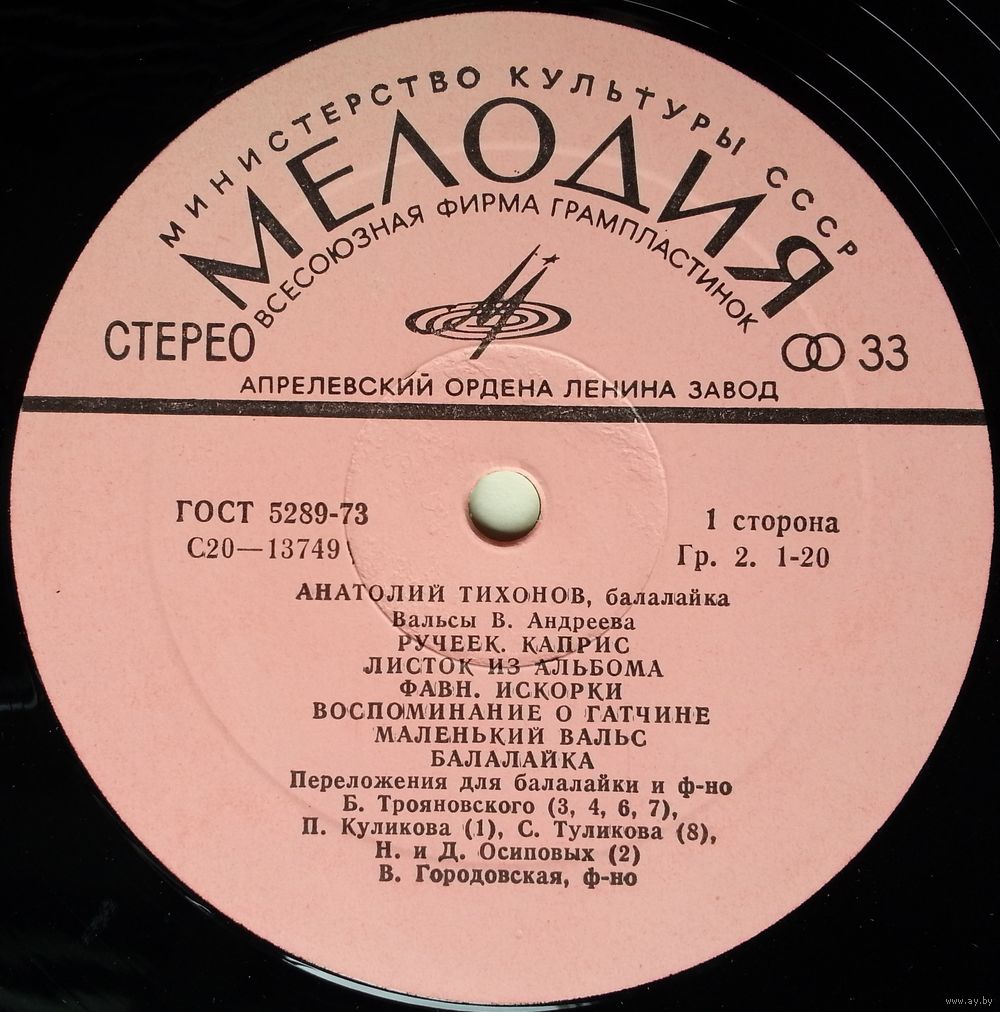 МИНИСТЕРСТВО КУЛЬТУРЫ СССР
МЕЛОДИЯ
ВСЕСОЮЗНАЯ ФИРМА ГРАМПЛАСТИНОК
СТЕРЕО
33
АПРЕЛЕВСКИЙ ОРДЕНА ЛЕНИНА ЗАВОД
ГОСТ 5289-73
1 сторона
С20—13749
Гр. 2. 1-20
АНАТОЛИЙ ТИХОНОВ, балалайка
Вальсы В. Андреева
РУЧЕЕК. КАПРИС
ЛИСТОК ИЗ АЛЬБОМА
ФАВН. ИСКОРКИ
ВОСПОМИНАНИЕ О ГАТЧИНЕ
МАЛЕНЬКИЙ ВАЛЬС
БАЛАЛАЙКА
Переложения для балалайки и ф-но
Б. Трояновского (3, 4, 6, 7),
П. Куликова (1), С. Туликова (8),
Н. и Д. Осиповых (2)
В. Городовская, ф-но
www.ay.by